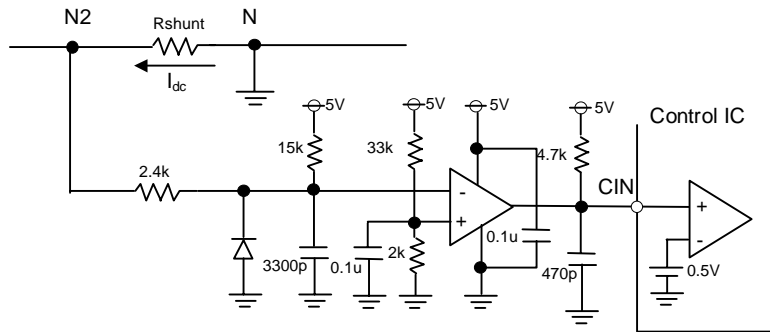 N2
Rshunt
N
Idc
5V
5V
5V
5V
Control IC
15k
33k
4.7k
2.4k
CIN
-
+
+
-
3300p
0.1u
2k
0.1u
470p
0.5V